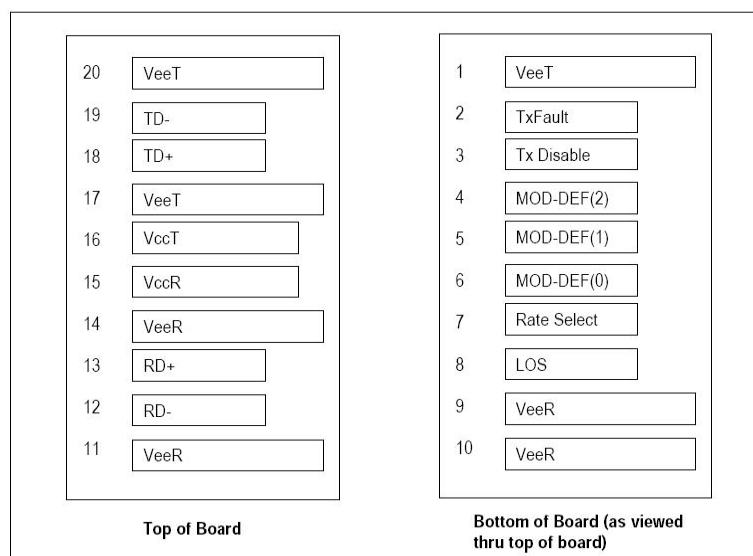 20 VeeT
19 TD-
18 TD+
17 VeeT
16 VccT
15 VccR
14 VeeR
13 RD+
12 RD-
11 VeeR
Top of Board
1 VeeT
2 TxFault
3 Tx Disable
4 MOD-DEF(2)
5 MOD-DEF(1)
6 MOD-DEF(0)
7 Rate Select
8 LOS
9 VeeR
10 VeeR
Bottom of Board (as viewed
thru top of board)